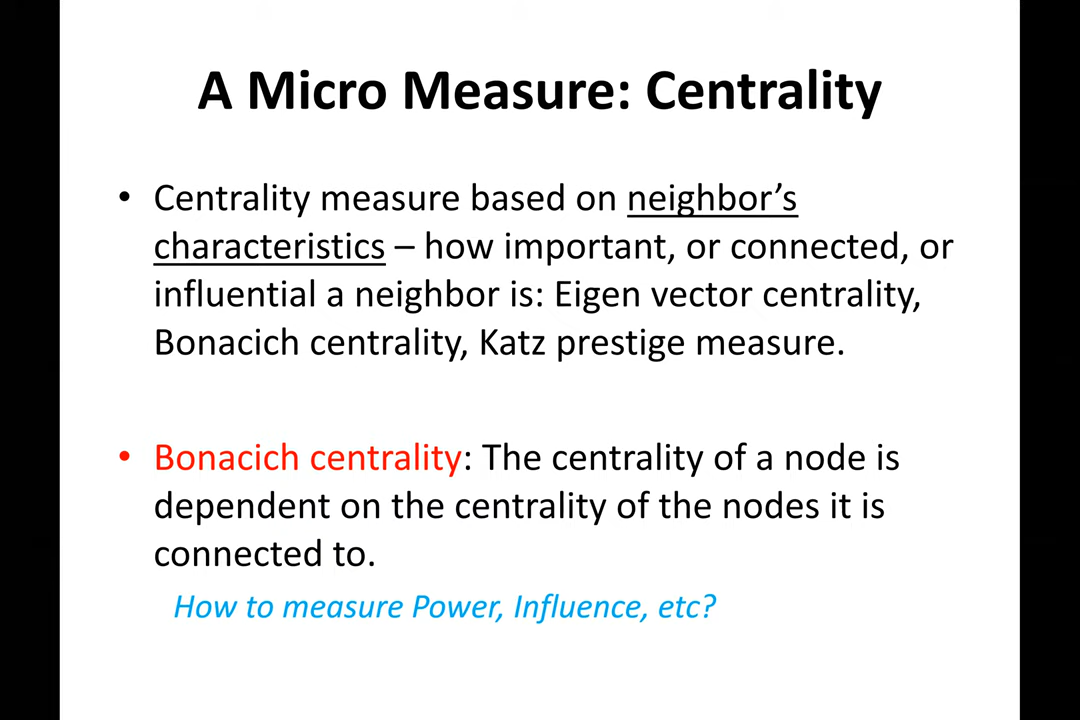 A Micro Measure: Centrality
• Centrality measure based on neighbor’s
characteristics – how important, or connected, or
influential a neighbor is: Eigen vector centrality,
Bonacich centrality, Katz prestige measure.
• Bonacich centrality: The centrality of a node is
dependent on the centrality of the nodes it is
connected to.
How to measure Power, Influence, etc?